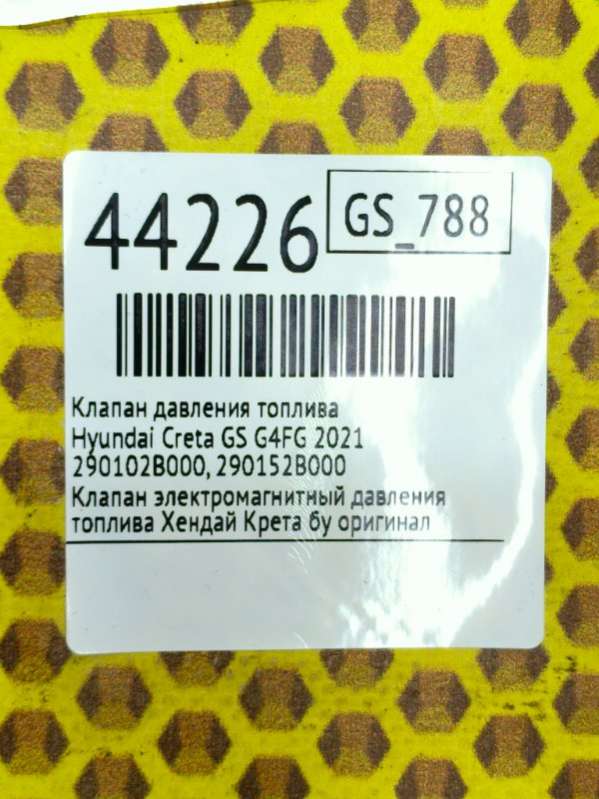 44226
GS_788
Клапан давления топлива
Hyundai Creta GS G4FG 2021
290102B000, 290152B000
Клапан электромагнитный давления
топлива Хендай Крета бу оригинал